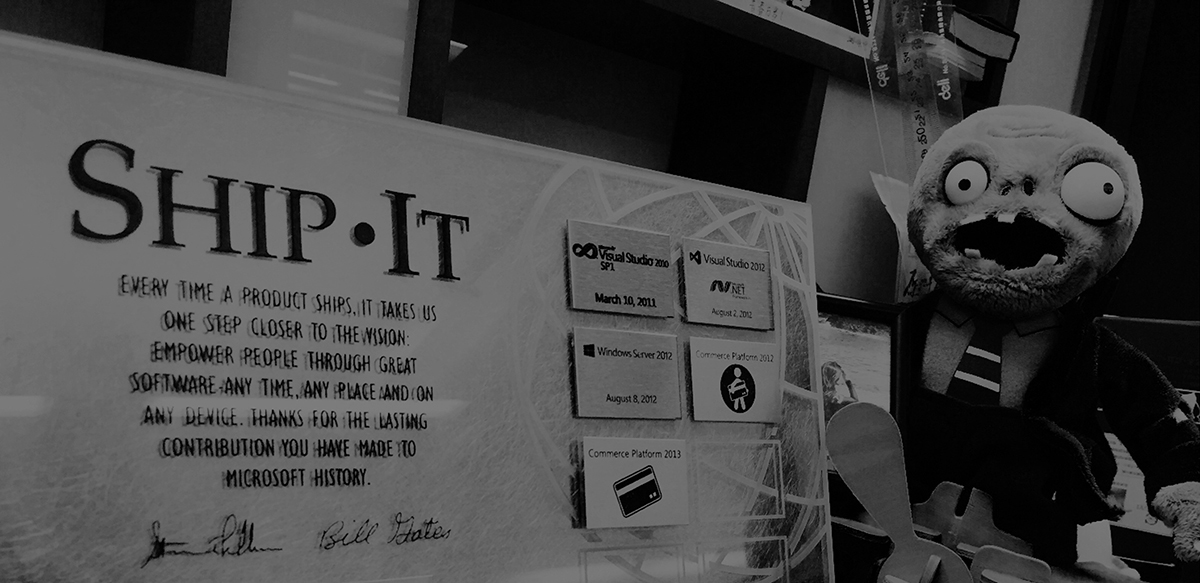 SHIP•IT
EVERY TIME A PRODUCT SHIPS, IT TAKES US
ONE STEP CLOSER TO THE VISION:
EMPOWER PEOPLE THROUGH GREAT
SOFTWARE-ANY TIME, ANY PLACE AND ON
ANY DEVICE. THANKS FOR THE LASTING
CONTRIBUTION YOU HAVE MADE TO
MICROSOFT HISTORY.
Bill Gates
Visual Studio 2010
SP1
March 10, 2011
Visual Studio 2012
.NET
August 2, 2012
Windows Server 2012
August 8, 2012
Commerce Platform 2012
Commerce Platform 2013
deli
deli